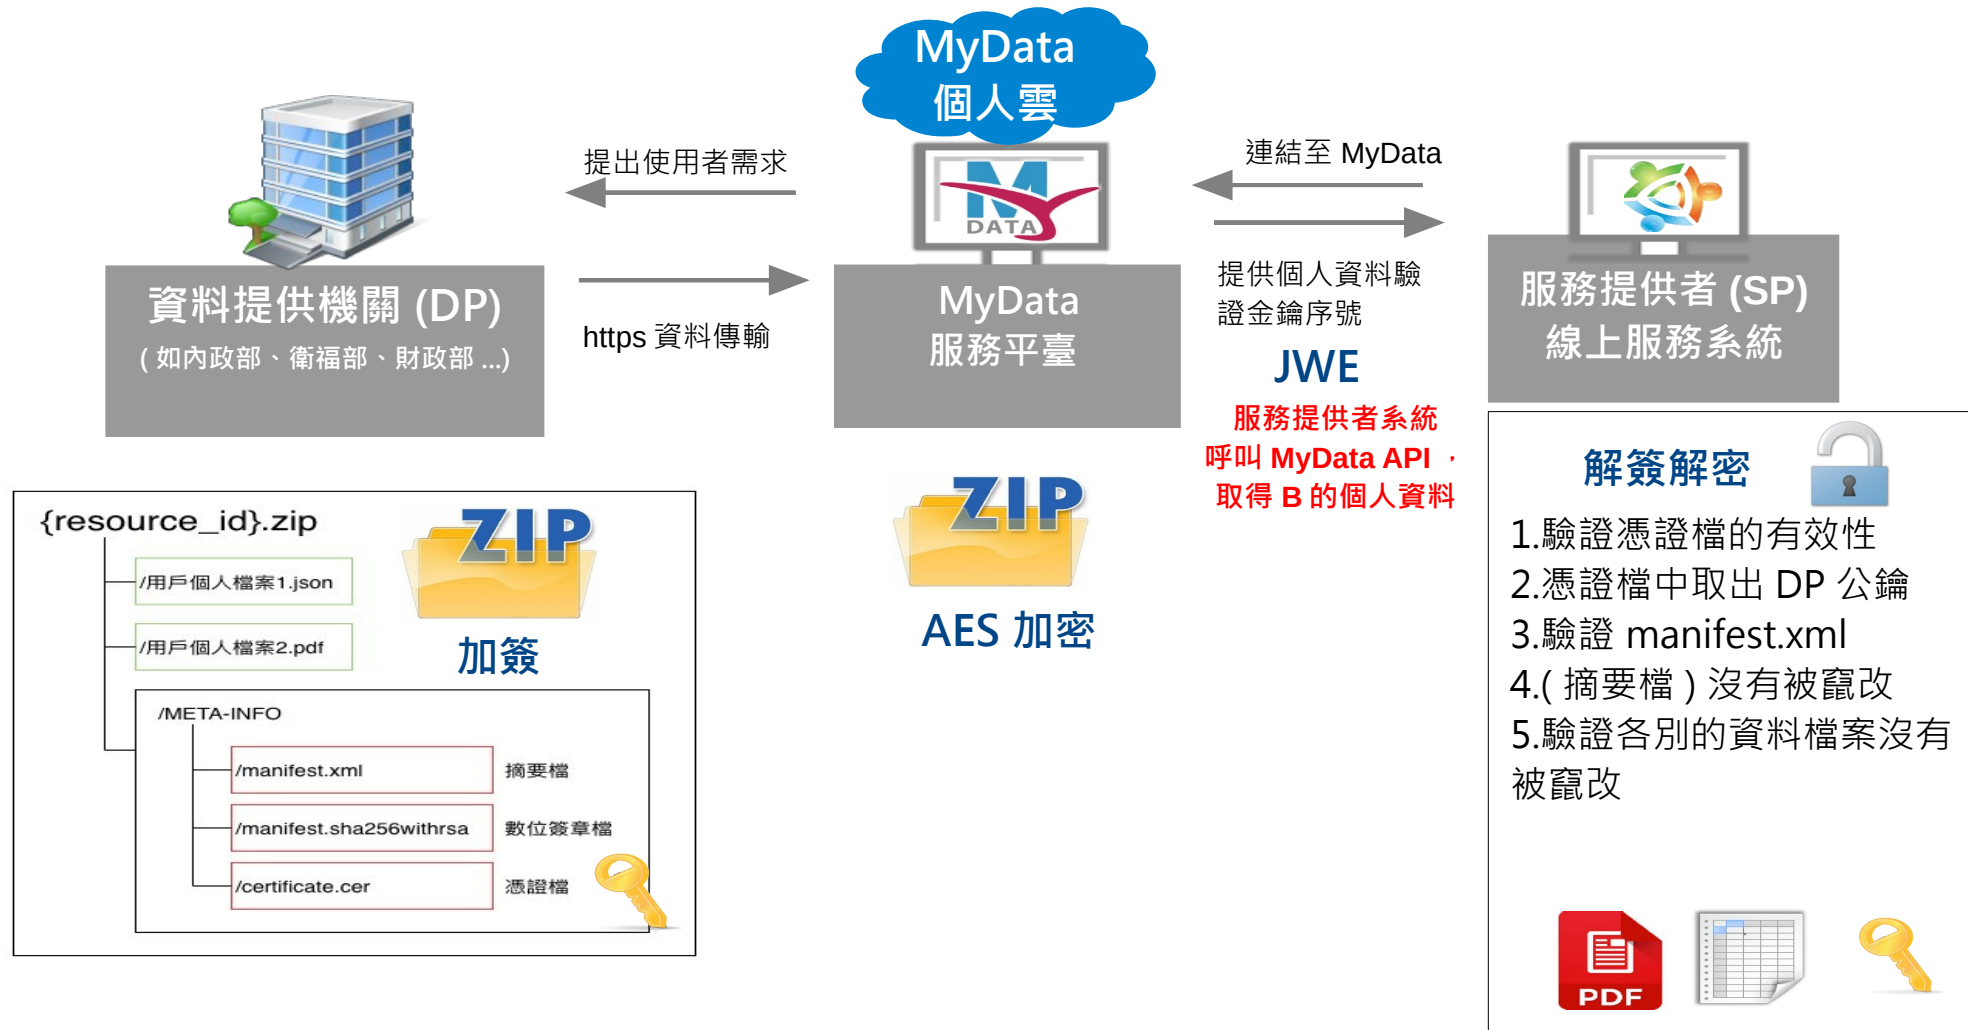 MyData
個人雲
提出使用者需求
連結至 MyData
M
DATA
資料提供機關 (DP)
( 如內政部、衛福部、財政部 ...)
https 資料傳輸
MyData
服務平臺
提供個人資料驗
證金鑰序號
JWE
服務提供者系統
呼叫 MyData API ，
取得 B 的個人資料
服務提供者 (SP)
線上服務系統
{resource_id}.zip
/用戶個人檔案1.json
/用戶個人檔案2.pdf
ZIP
加簽
/META-INFO
/manifest.xml 摘要檔
/manifest.sha256withrsa 數位簽章檔
/certificate.cer 憑證檔
ZIP
AES 加密
解簽解密
1.驗證憑證檔的有效性
2.憑證檔中取出 DP 公鑰
3.驗證 manifest.xml
4.( 摘要檔 ) 沒有被竄改
5.驗證各別的資料檔案沒有
被竄改
PDF